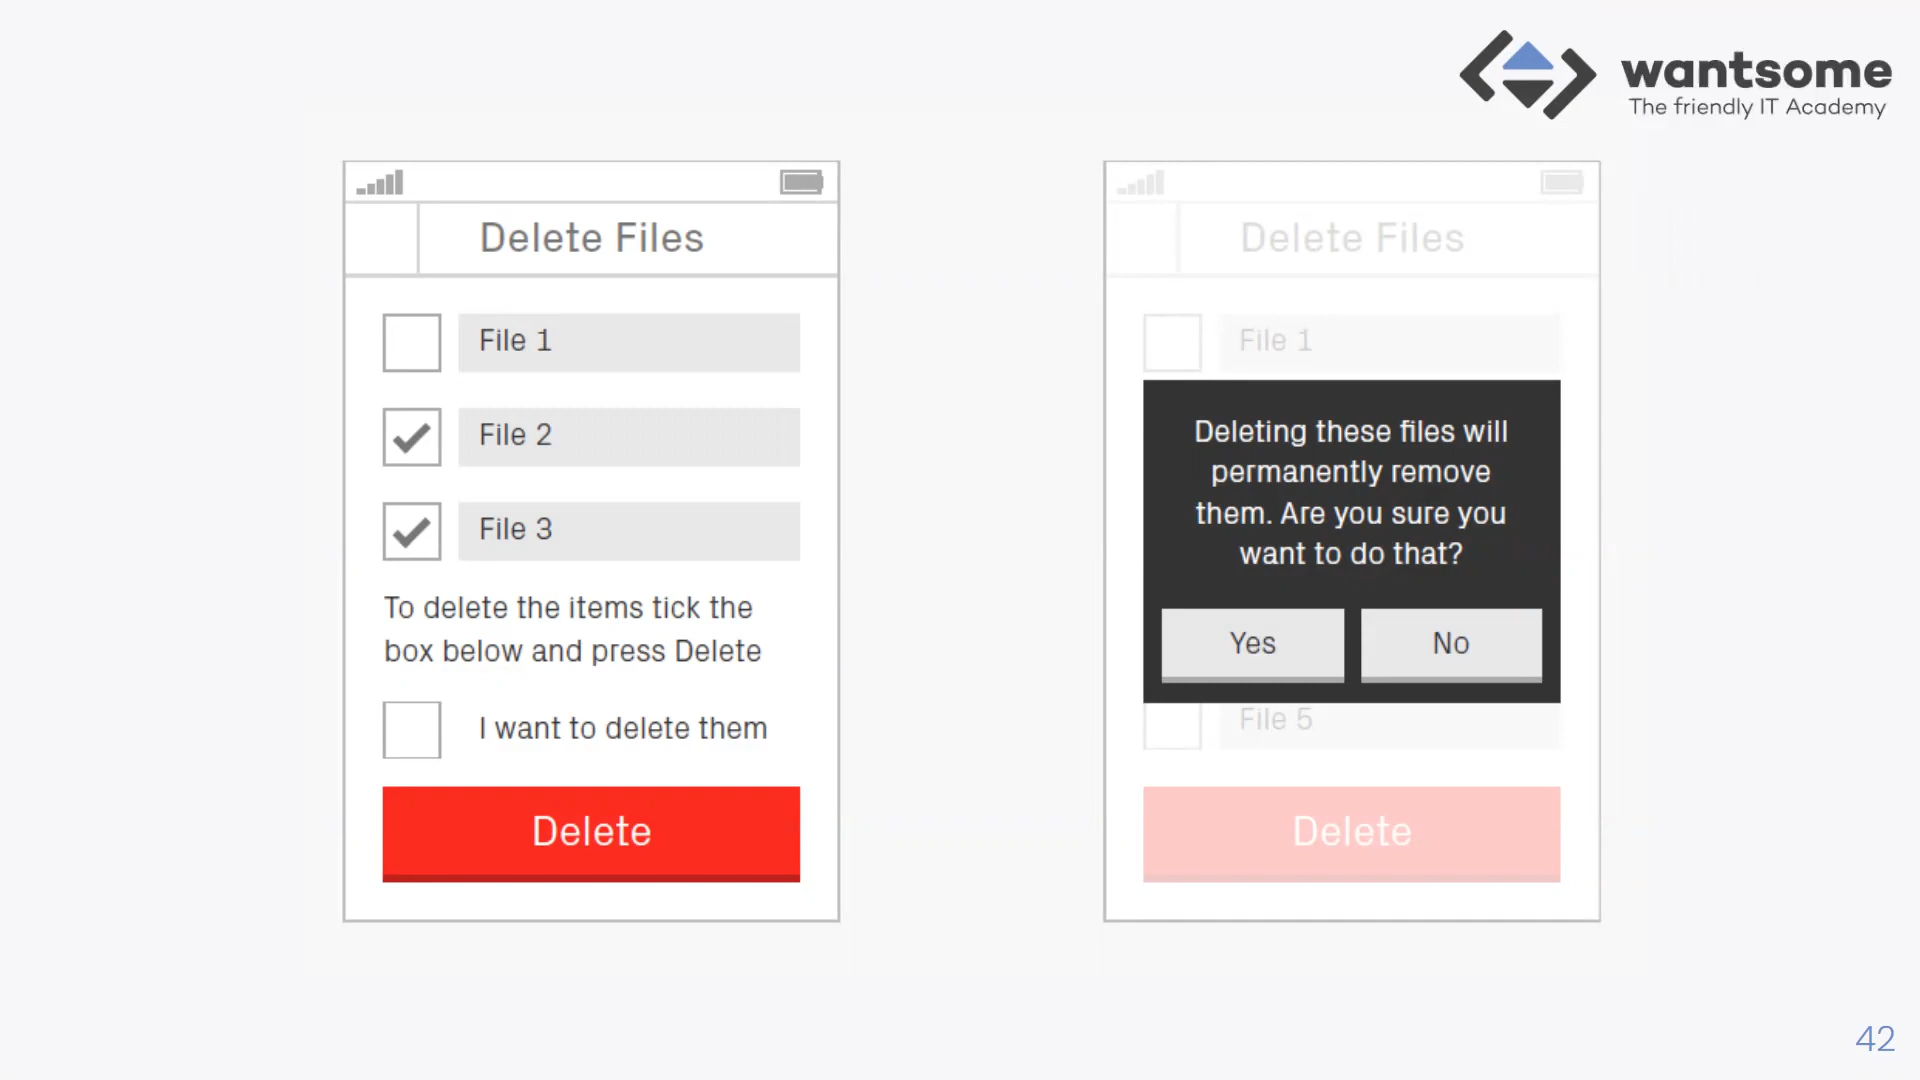 wantsome
The friendly IT Academy
Delete Files
File 1
File 2
File 3
To delete the items tick the
box below and press Delete
I want to delete them
Delete
Delete Files
File 1
Deleting these files will
permanently remove
them. Are you sure you
want to do that?
Yes
No
File 5
Delete
42